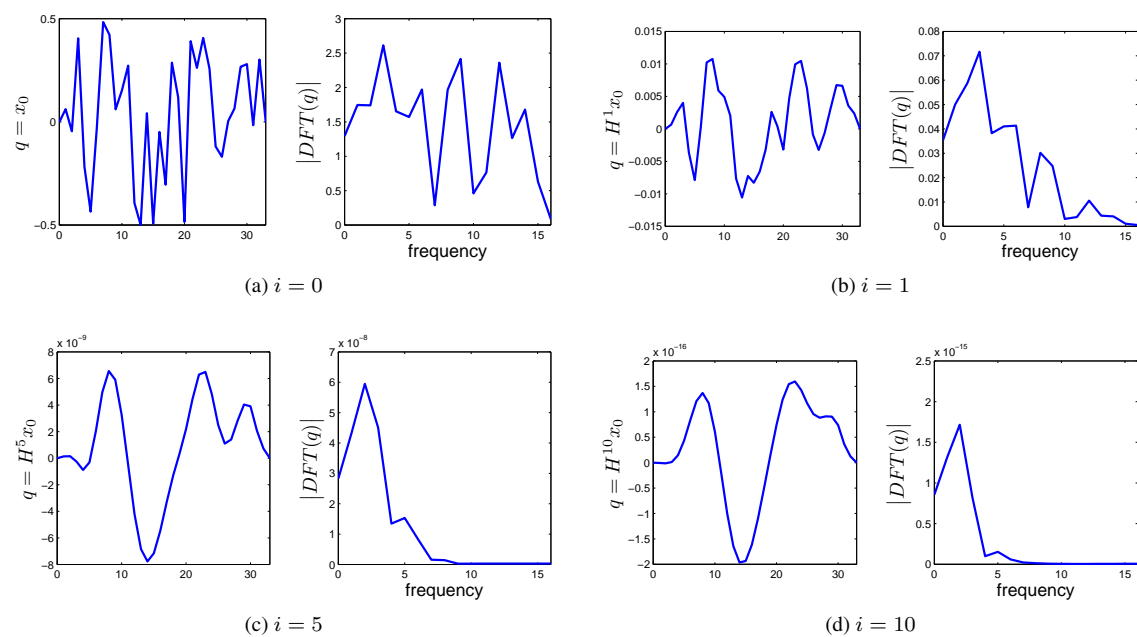 0.5
0
−0.5
0 10 20 30
q = x₀
3
2.5
2
1.5
1
0.5
0
0 5 10 15
|DFT(q)|
frequency
(a) i = 0
0.015
0.01
0.005
0
−0.005
−0.01
−0.015
0 10 20 30
q = H¹x₀
0.08
0.07
0.06
0.05
0.04
0.03
0.02
0.01
0
0 5 10 15
|DFT(q)|
frequency
(b) i = 1
x 10⁻⁹
8
6
4
2
0
−2
−4
−6
−8
0 10 20 30
q = H⁵x₀
x 10⁻⁸
7
6
5
4
3
2
1
0
0 5 10 15
|DFT(q)|
frequency
(c) i = 5
x 10⁻¹⁶
2
1.5
1
0.5
0
−0.5
−1
−1.5
−2
0 10 20 30
q = H¹⁰x₀
x 10⁻¹⁵
2.5
2
1.5
1
0.5
0
0 5 10 15
|DFT(q)|
frequency
(d) i = 10